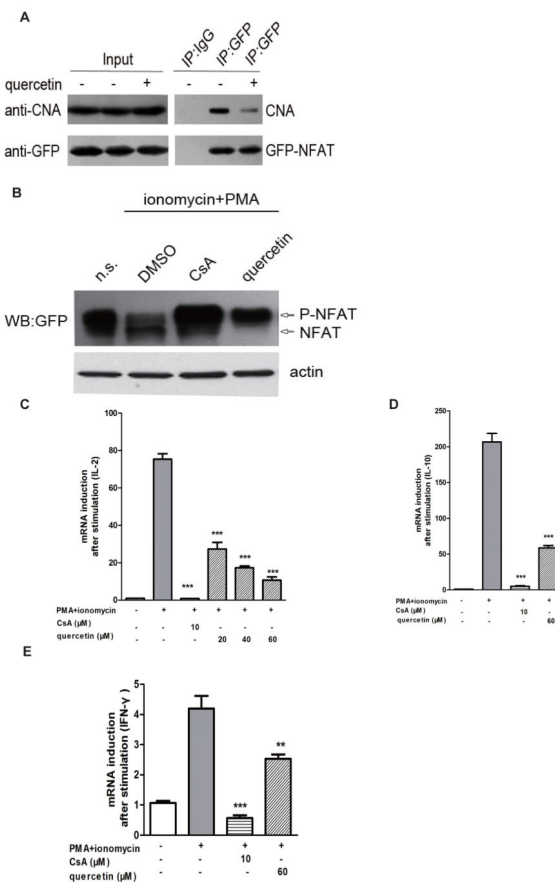 A
Input IP:IgG IP:GFP IP:GFP
quercetin - - + - - +
anti-CNA CNA
anti-GFP GFP-NFAT
B
ionomycin+PMA
n.s. DMSO CsA quercetin
WB:GFP P-NFAT
NFAT
actin
C
mRNA induction
after stimulation (IL-2)
100
80
60
40
20
0
***
***
***
***
PMA+ionomycin - + + + + +
CsA (µM) - - 10 - - -
quercetin (µM) - - - 20 40 60
D
mRNA induction
after stimulation (IL-10)
250
200
150
100
50
0
***
***
PMA+ionomycin - + + +
CsA (µM) - - 10 -
quercetin (µM) - - - 60
E
mRNA induction
after stimulation (IFN-γ)
5
4
3
2
1
0
***
**
PMA+ionomycin - + + +
CsA (µM) - - 10 -
quercetin (µM) - - - 60